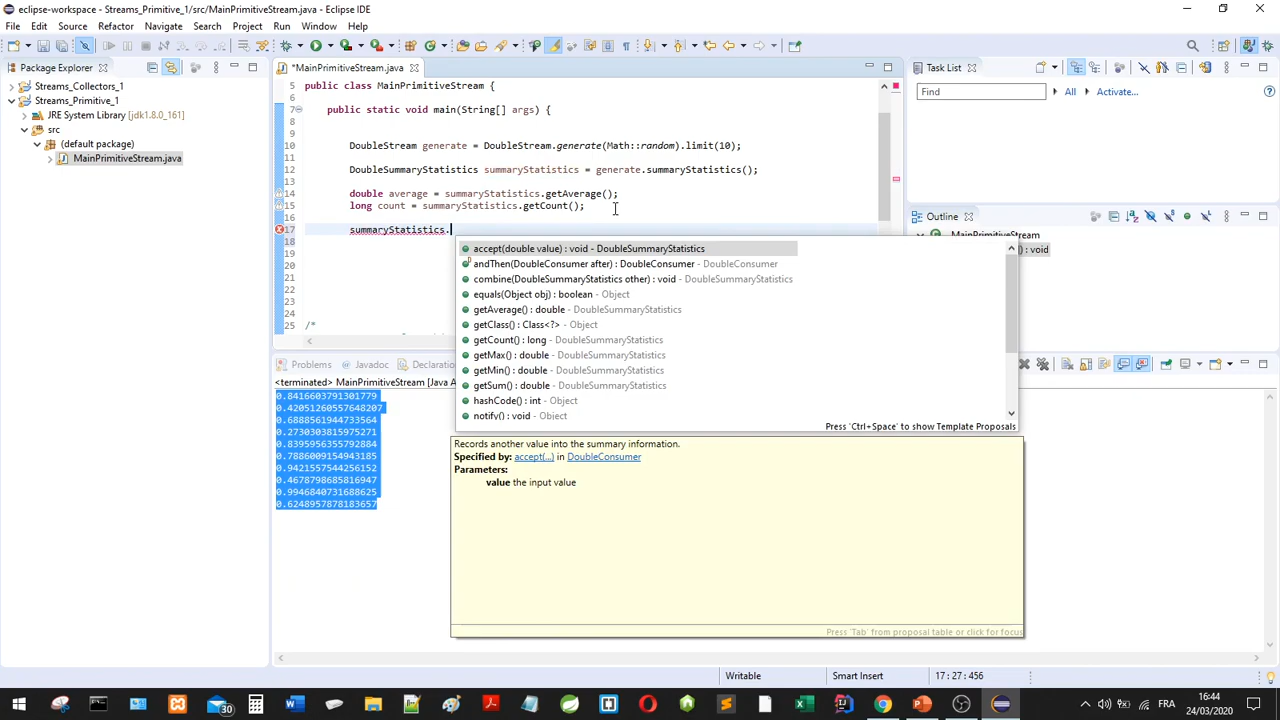 eclipse-workspace - Streams_Primitive_1/src/MainPrimitiveStream.java - Eclipse IDE
File Edit Source Refactor Navigate Search Project Run Window Help
Package Explorer
*MainPrimitiveStream.java
Task List
Streams_Collectors_1
Streams_Primitive_1
JRE System Library [jdk1.8.0_161]
src
(default package)
MainPrimitiveStream.java
5 public class MainPrimitiveStream {
6
7 public static void main(String[] args) {
8
9
10 DoubleStream generate = DoubleStream.generate(Math::random).limit(10);
11
12 DoubleSummaryStatistics summaryStatistics = generate.summaryStatistics();
13
14 double average = summaryStatistics.getAverage();
15 long count = summaryStatistics.getCount();
16
17 summaryStatistics.
18
19
20
21
22
23
25 /*
Find
All
Activate...
Outline
MainPrimitiveStream
) : void
accept(double value) : void - DoubleSummaryStatistics
andThen(DoubleConsumer after) : DoubleConsumer - DoubleConsumer
combine(DoubleSummaryStatistics other) : void - DoubleSummaryStatistics
equals(Object obj) : boolean - Object
getAverage() : double - DoubleSummaryStatistics
getClass() : Class<?> - Object
getCount() : long - DoubleSummaryStatistics
getMax() : double - DoubleSummaryStatistics
getMin() : double - DoubleSummaryStatistics
getSum() : double - DoubleSummaryStatistics
hashCode() : int - Object
notify() : void - Object
Press 'Ctrl+Space' to show Template Proposals
Records another value into the summary information.
Specified by: accept(...) in DoubleConsumer
Parameters:
value the input value
Press 'Tab' from proposal table or click for focus
Problems
Javadoc
Declaratio
<terminated> MainPrimitiveStream [Java A
0.8416603791301779
0.42051260557648207
0.6888561944733564
0.2730303815975271
0.8395956355792884
0.7886009154943185
0.9421557544256152
0.4678798685816947
0.9946840731688625
0.6248957878183657
Writable
Smart Insert
17 : 27 : 456
30
FRA
16:44
24/03/2020